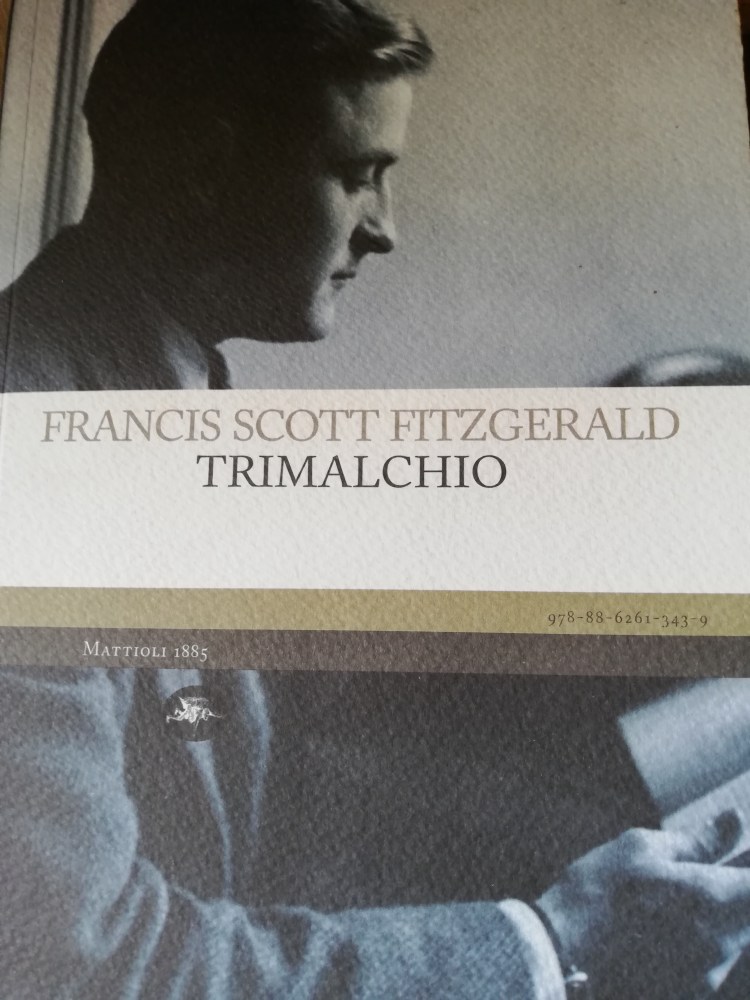 FRANCIS SCOTT FITZGERALD
TRIMALCHIO
978-88-6261-343-9
MATTIOLI 1885